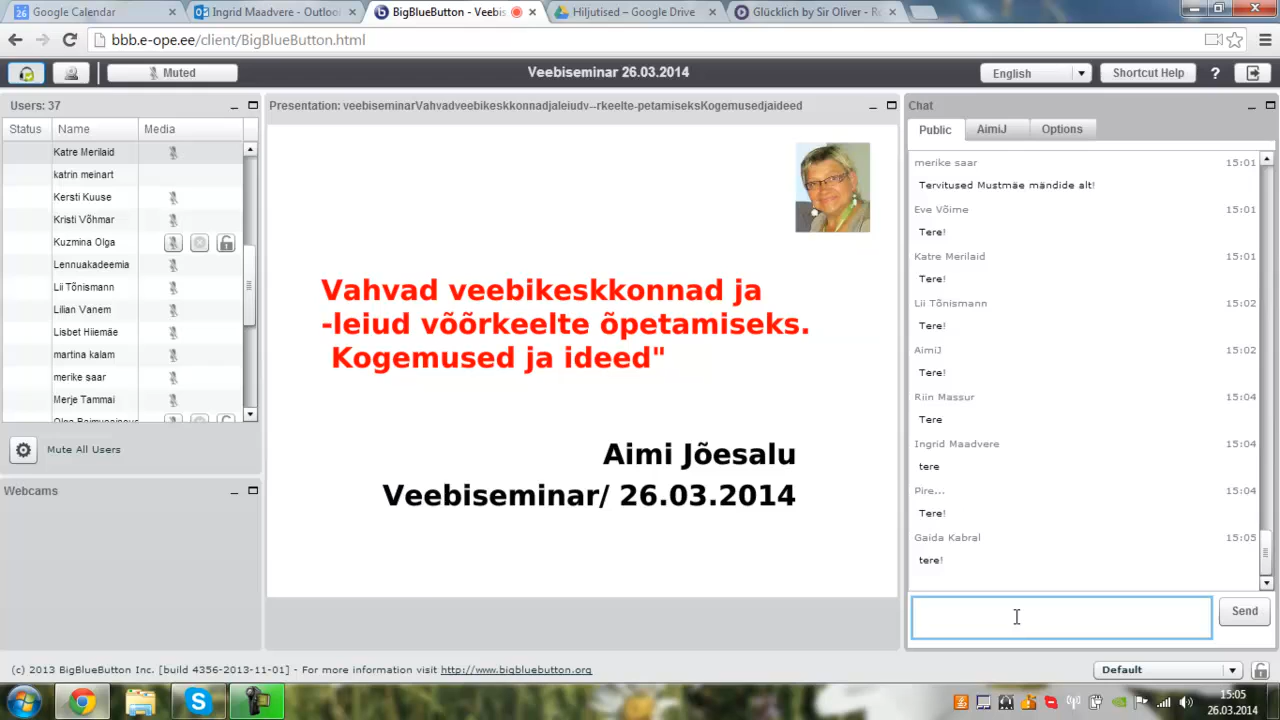 Google Calendar
Ingrid Maadvere - Outloo
BigBlueButton - Veebis
Hiljutised – Google Drive
Glücklich by Sir Oliver - R
bbb.e-ope.ee/client/BigBlueButton.html
Muted
Veebiseminar 26.03.2014
English
Shortcut Help
?
Users: 37
Status
Name
Media
Katre Merilaid
katrin meinart
Kersti Kuuse
Kristi Võhmar
Kuzmina Olga
Lennuakadeemia
Lii Tõnismann
Lilian Vanem
Lisbet Hiiemäe
martina kalam
merike saar
Merje Tammai
Mute All Users
Webcams
Presentation: veebiseminarVahvadveebikeskkonnadjaleiudv--rkeelte-petamiseksKogemusedjaideed
Vahvad veebikeskkonnad ja
-leiud võõrkeelte õpetamiseks.
Kogemused ja ideed"
Aimi Jõesalu
Veebiseminar/ 26.03.2014
Chat
Public
AimiJ
Options
merike saar 15:01
Tervitused Mustmäe mändide alt!
Eve Võime 15:01
Tere!
Katre Merilaid 15:01
Tere!
Lii Tõnismann 15:02
Tere!
AimiJ 15:02
Tere!
Riin Massur 15:04
Tere
Ingrid Maadvere 15:04
tere
Pire... 15:04
Tere!
Gaida Kabral 15:05
tere!
Send
(c) 2013 BigBlueButton Inc. [build 4356-2013-11-01] - For more information visit http://www.bigbluebutton.org
Default
15:05
26.03.2014